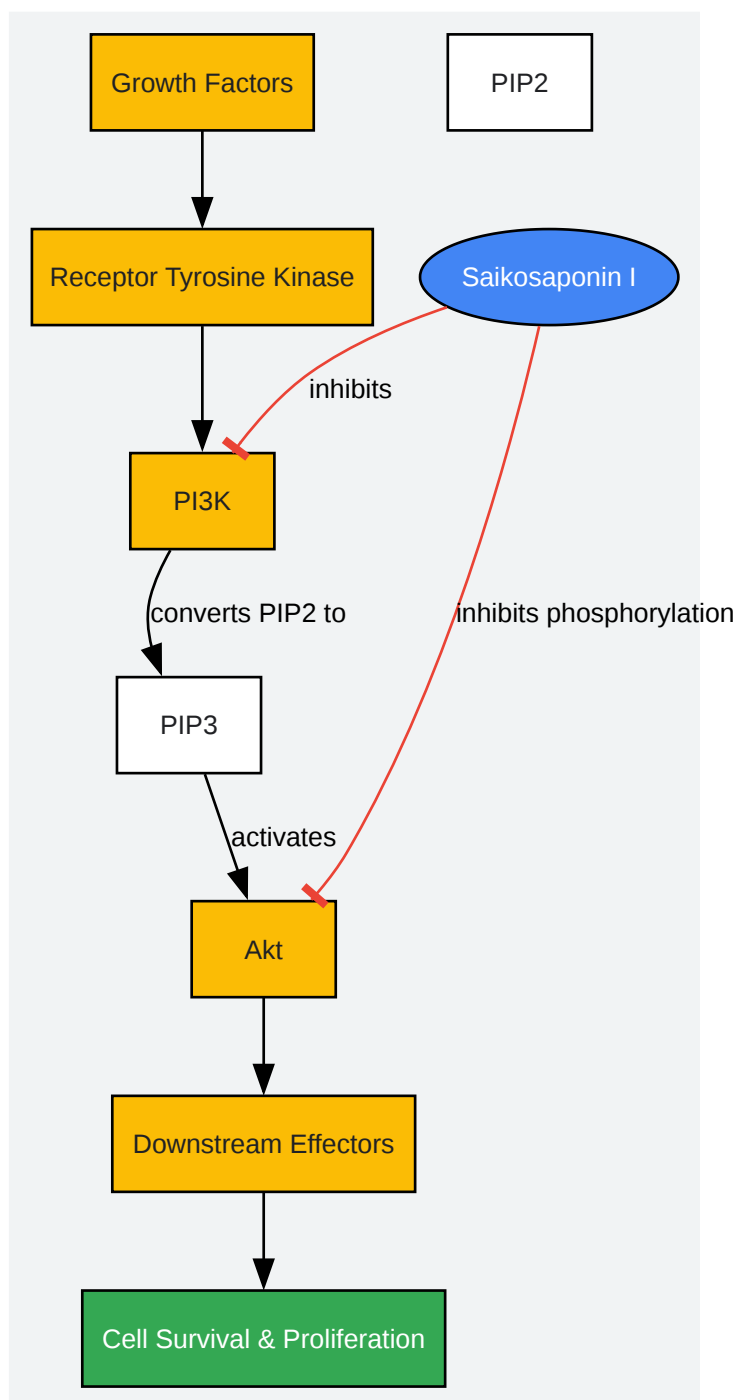 Growth Factors
PIP2
Receptor Tyrosine Kinase
Saikosaponin I
inhibits
PI3K
converts PIP2 to
inhibits phosphorylation
PIP3
activates
Akt
Downstream Effectors
Cell Survival & Proliferation